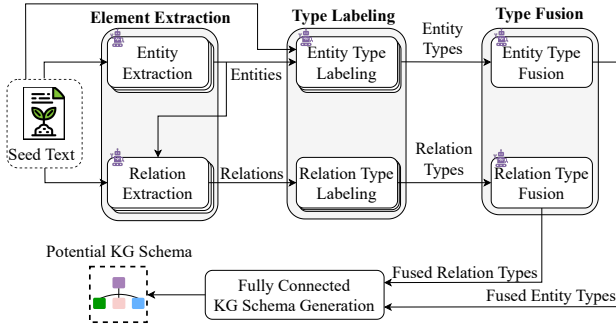 Element Extraction
Type Labeling
Type Fusion
Entity
Extraction
Entities
Entity Type
Labeling
Entity
Types
Entity Type
Fusion
Seed Text
Relation
Extraction
Relations
Relation Type
Labeling
Relation
Types
Relation Type
Fusion
Potential KG Schema
Fully Connected
KG Schema Generation
Fused Relation Types
Fused Entity Types